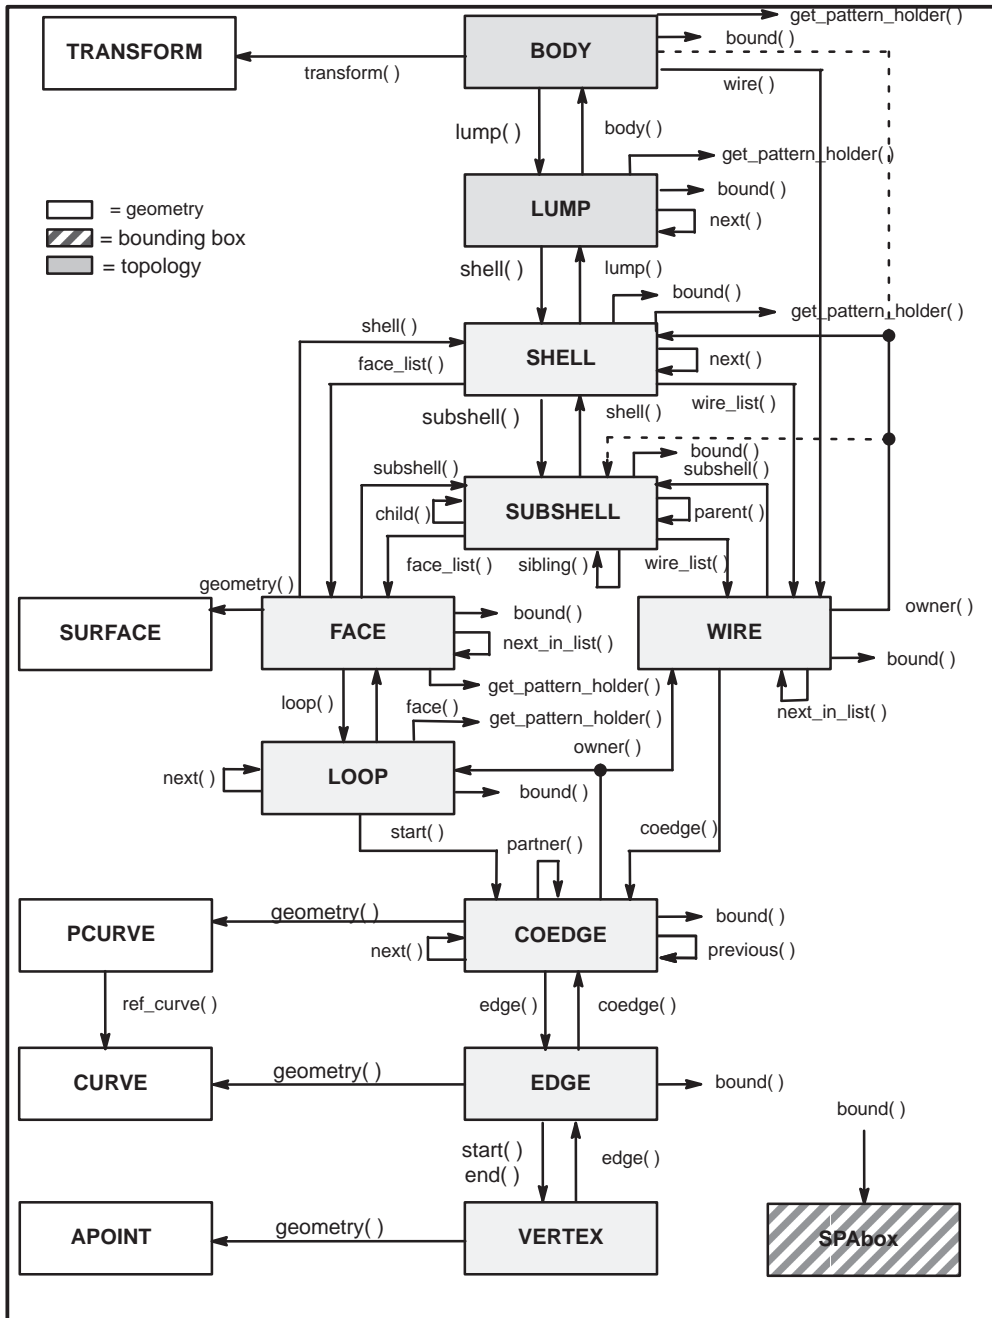 get_pattern_holder( )
TRANSFORM
BODY
bound( )
transform( )
wire( )
lump( )
body( )
get_pattern_holder( )
LUMP
bound( )
next( )
= geometry
= bounding box
= topology
shell( )
lump( )
bound( )
get_pattern_holder( )
shell( )
SHELL
next( )
face_list( )
wire_list( )
subshell( )
shell( )
bound( )
subshell( )
subshell( )
child( )
SUBSHELL
parent( )
face_list( )
sibling( )
wire_list( )
geometry( )
SURFACE
FACE
bound( )
next_in_list( )
WIRE
owner( )
bound( )
get_pattern_holder( )
loop( )
face( )
get_pattern_holder( )
next_in_list( )
owner( )
next( )
LOOP
bound( )
start( )
partner( )
coedge( )
PCURVE
geometry( )
COEDGE
bound( )
next( )
previous( )
ref_curve( )
edge( )
coedge( )
CURVE
geometry( )
EDGE
bound( )
bound( )
start( )
end( )
edge( )
APOINT
geometry( )
VERTEX
SPAbox